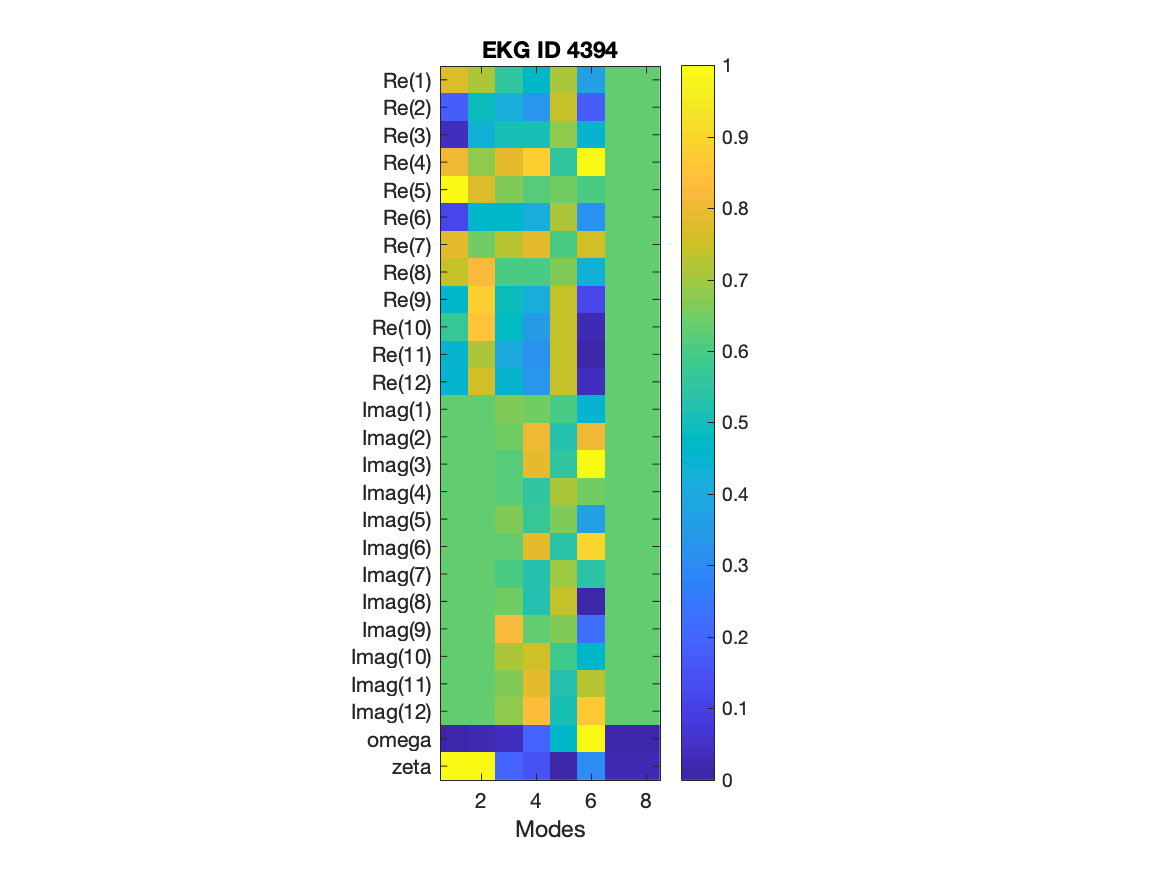 EKG ID 4394
Re(1)
Re(2)
Re(3)
Re(4)
Re(5)
Re(6)
Re(7)
Re(8)
Re(9)
Re(10)
Re(11)
Re(12)
Imag(1)
Imag(2)
Imag(3)
Imag(4)
Imag(5)
Imag(6)
Imag(7)
Imag(8)
Imag(9)
Imag(10)
Imag(11)
Imag(12)
omega
zeta
2 4 6 8
Modes
1
0.9
0.8
0.7
0.6
0.5
0.4
0.3
0.2
0.1
0